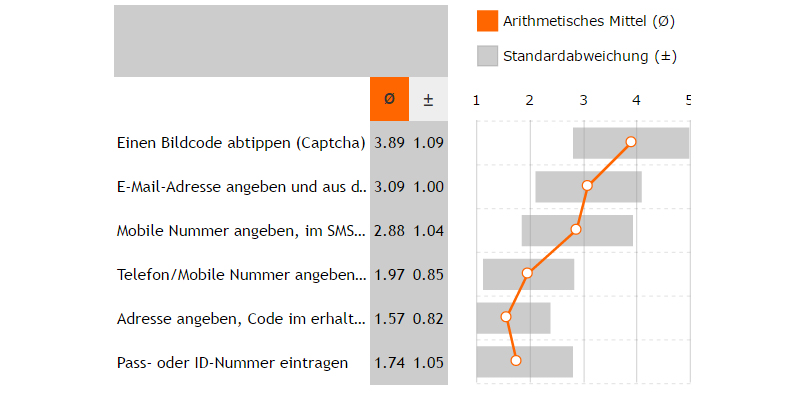 Arithmetisches Mittel (Ø)
Standardabweichung (±)
Ø ± 1 2 3 4 5
Einen Bildcode abtippen (Captcha) 3.89 1.09
E-Mail-Adresse angeben und aus d.. 3.09 1.00
Mobile Nummer angeben, im SMS... 2.88 1.04
Telefon/Mobile Nummer angeben... 1.97 0.85
Adresse angeben, Code im erhalt... 1.57 0.82
Pass- oder ID-Nummer eintragen 1.74 1.05